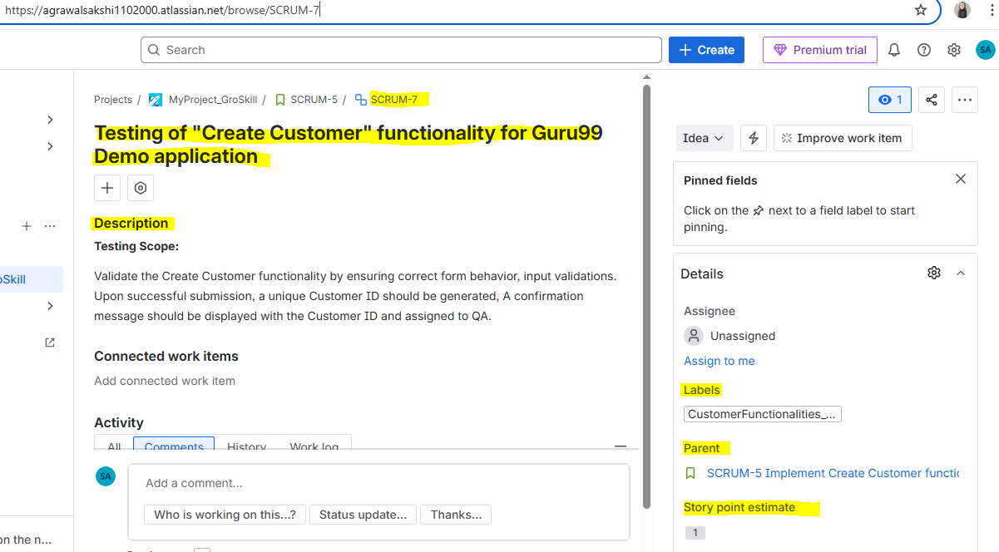 https://agrawalsakshi1102000.atlassian.net/browse/SCRUM-7
Search
+ Create
Premium trial
SA
Projects / MyProject_GroSkill / SCRUM-5 / SCRUM-7
Testing of "Create Customer" functionality for Guru99
Demo application
Description
Testing Scope:
Validate the Create Customer functionality by ensuring correct form behavior, input validations.
Upon successful submission, a unique Customer ID should be generated, A confirmation
message should be displayed with the Customer ID and assigned to QA.
Connected work items
Add connected work item
Activity
All Comments History Work log
SA
Add a comment...
Who is working on this...? Status update... Thanks...
oSkill
on the n...
1
Idea
Improve work item
Pinned fields
Click on the next to a field label to start
pinning.
Details
Assignee
Unassigned
Assign to me
Labels
CustomerFunctionalities_...
Parent
SCRUM-5 Implement Create Customer functic
Story point estimate
1